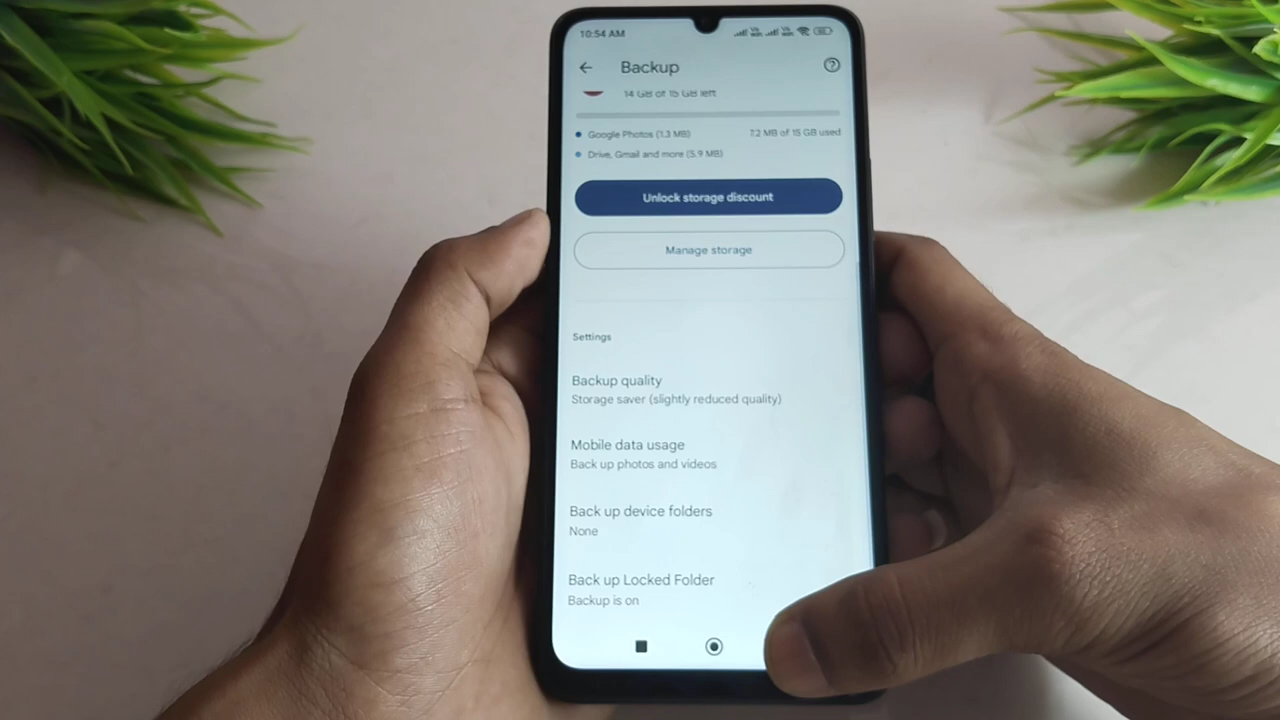 10:54 AM
Backup
14 GB of 15 GB left
Google Photos (1.3 MB)
7.2 MB of 15 GB used
Drive, Gmail and more (5.9 MB)
Unlock storage discount
Manage storage
Settings
Backup quality
Storage saver (slightly reduced quality)
Mobile data usage
Back up photos and videos
Back up device folders
None
Back up Locked Folder
Backup is on